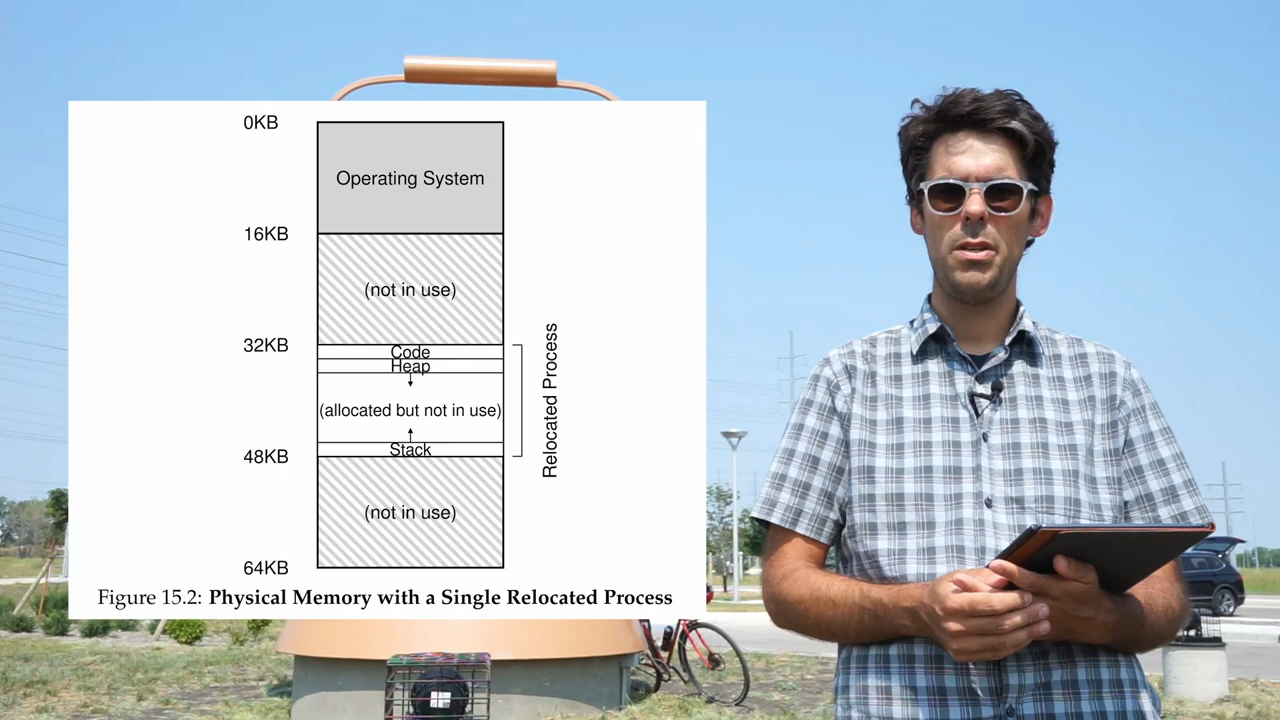 0KB
Operating System
16KB
(not in use)
32KB
Code
Heap
(allocated but not in use)
Stack
48KB
(not in use)
64KB
Relocated Process
Figure 15.2: Physical Memory with a Single Relocated Process